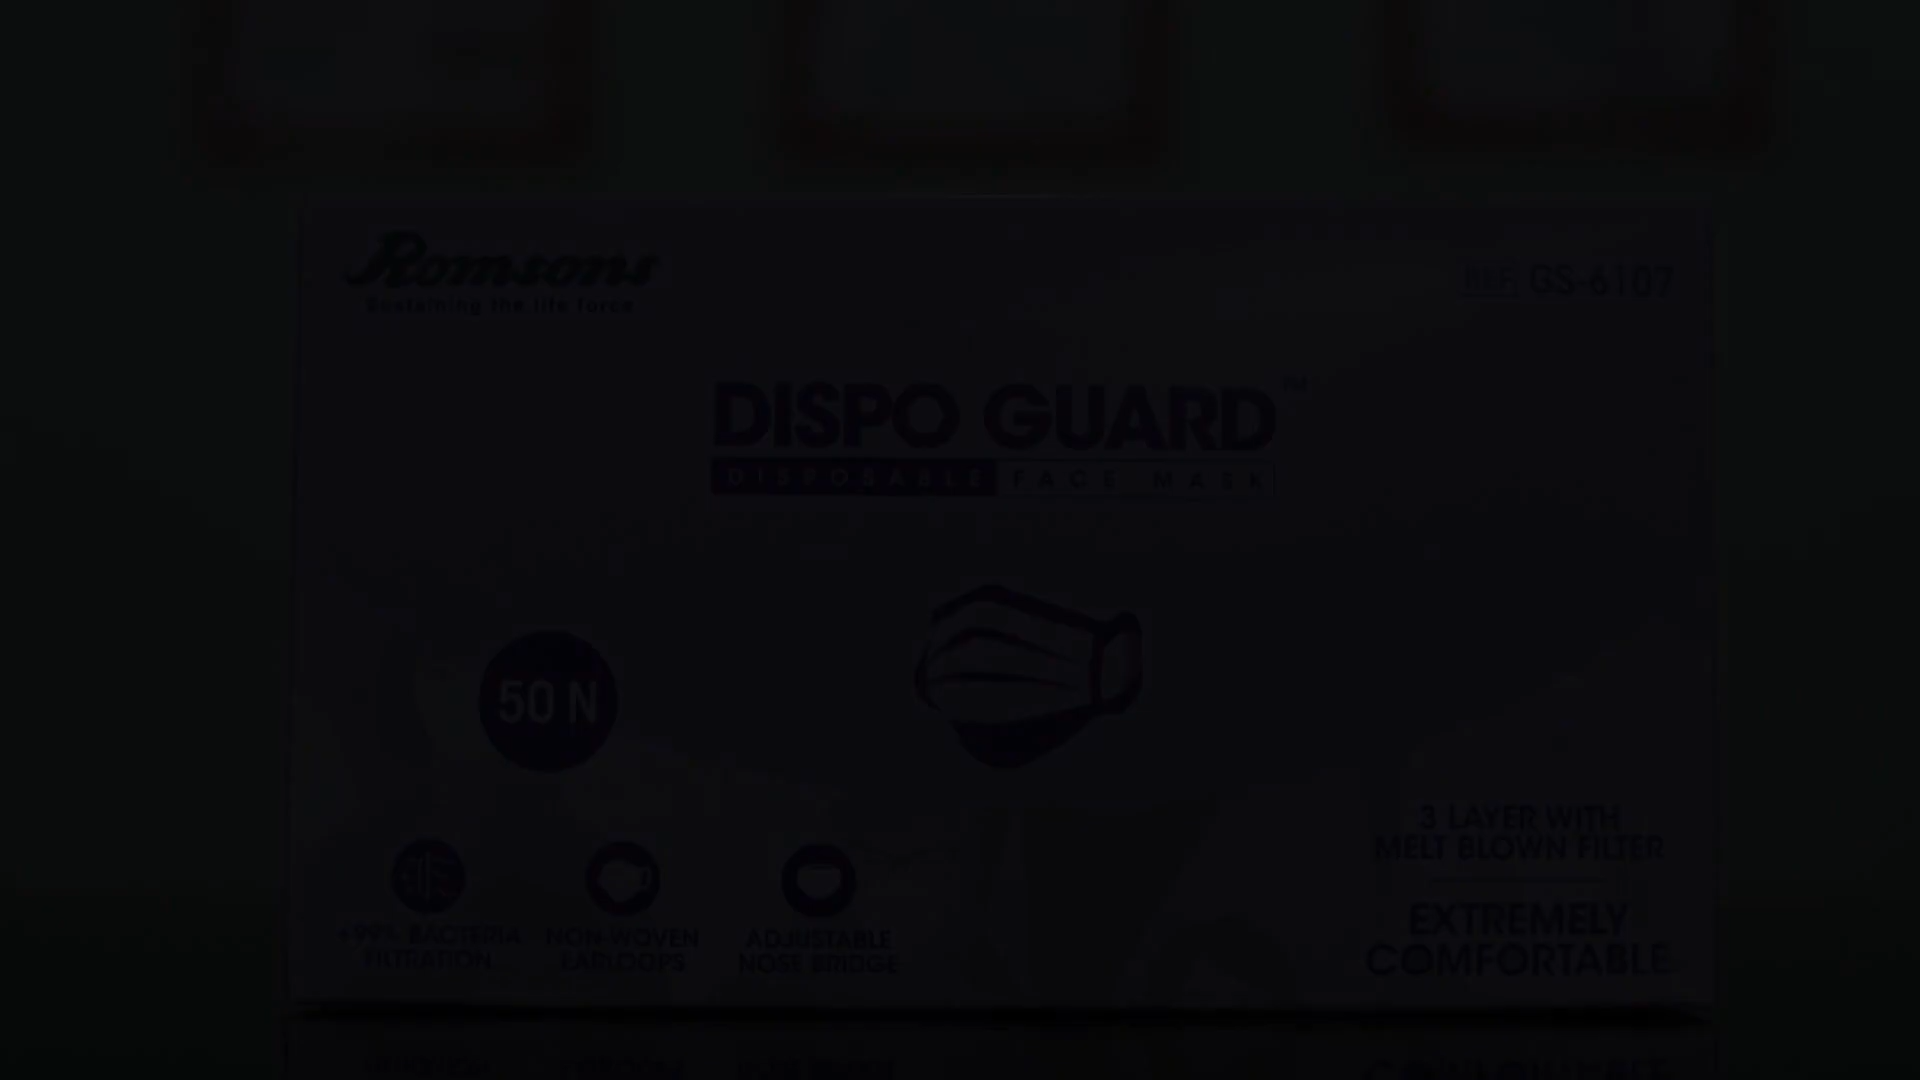 Romsons
Sustaining the life force
REF GS-6107
DISPO GUARD™
DISPOSABLE FACE MASK
50 N
+99% BACTERIA
FILTRATION
NON-WOVEN
EARLOOPS
ADJUSTABLE
NOSE BRIDGE
3 LAYER WITH
MELT BLOWN FILTER
EXTREMELY
COMFORTABLE